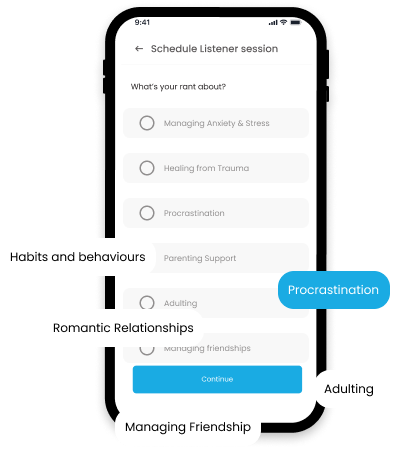 9:41
Schedule Listener session
What's your rant about?
Managing Anxiety & Stress
Healing from Trauma
Procrastination
Habits and behaviours
Parenting Support
Procrastination
Adulting
Romantic Relationships
Managing friendships
Continue
Adulting
Managing Friendship